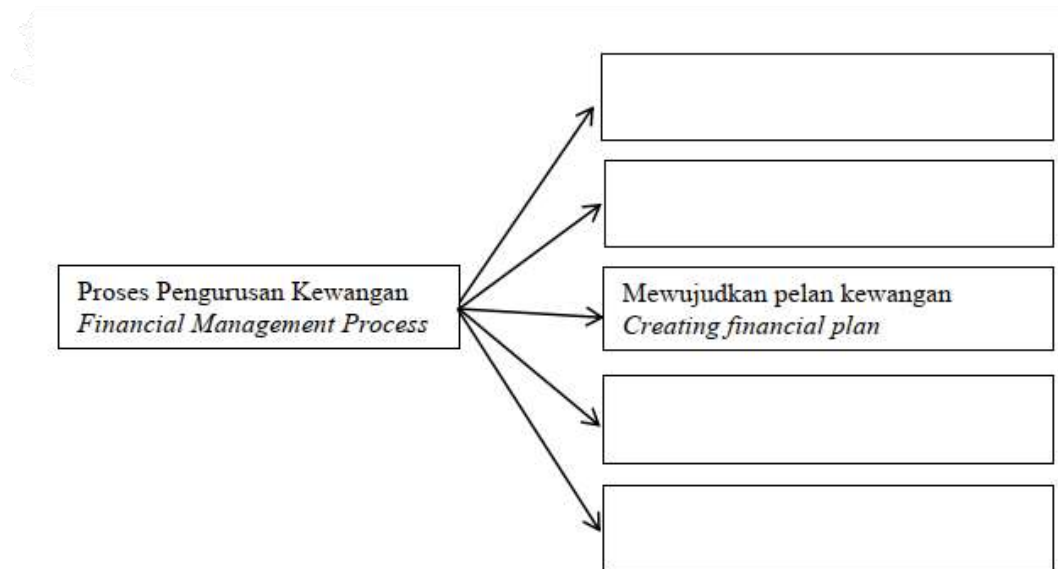 Proses Pengurusan Kewangan
Financial Management Process
Mewujudkan pelan kewangan
Creating financial plan